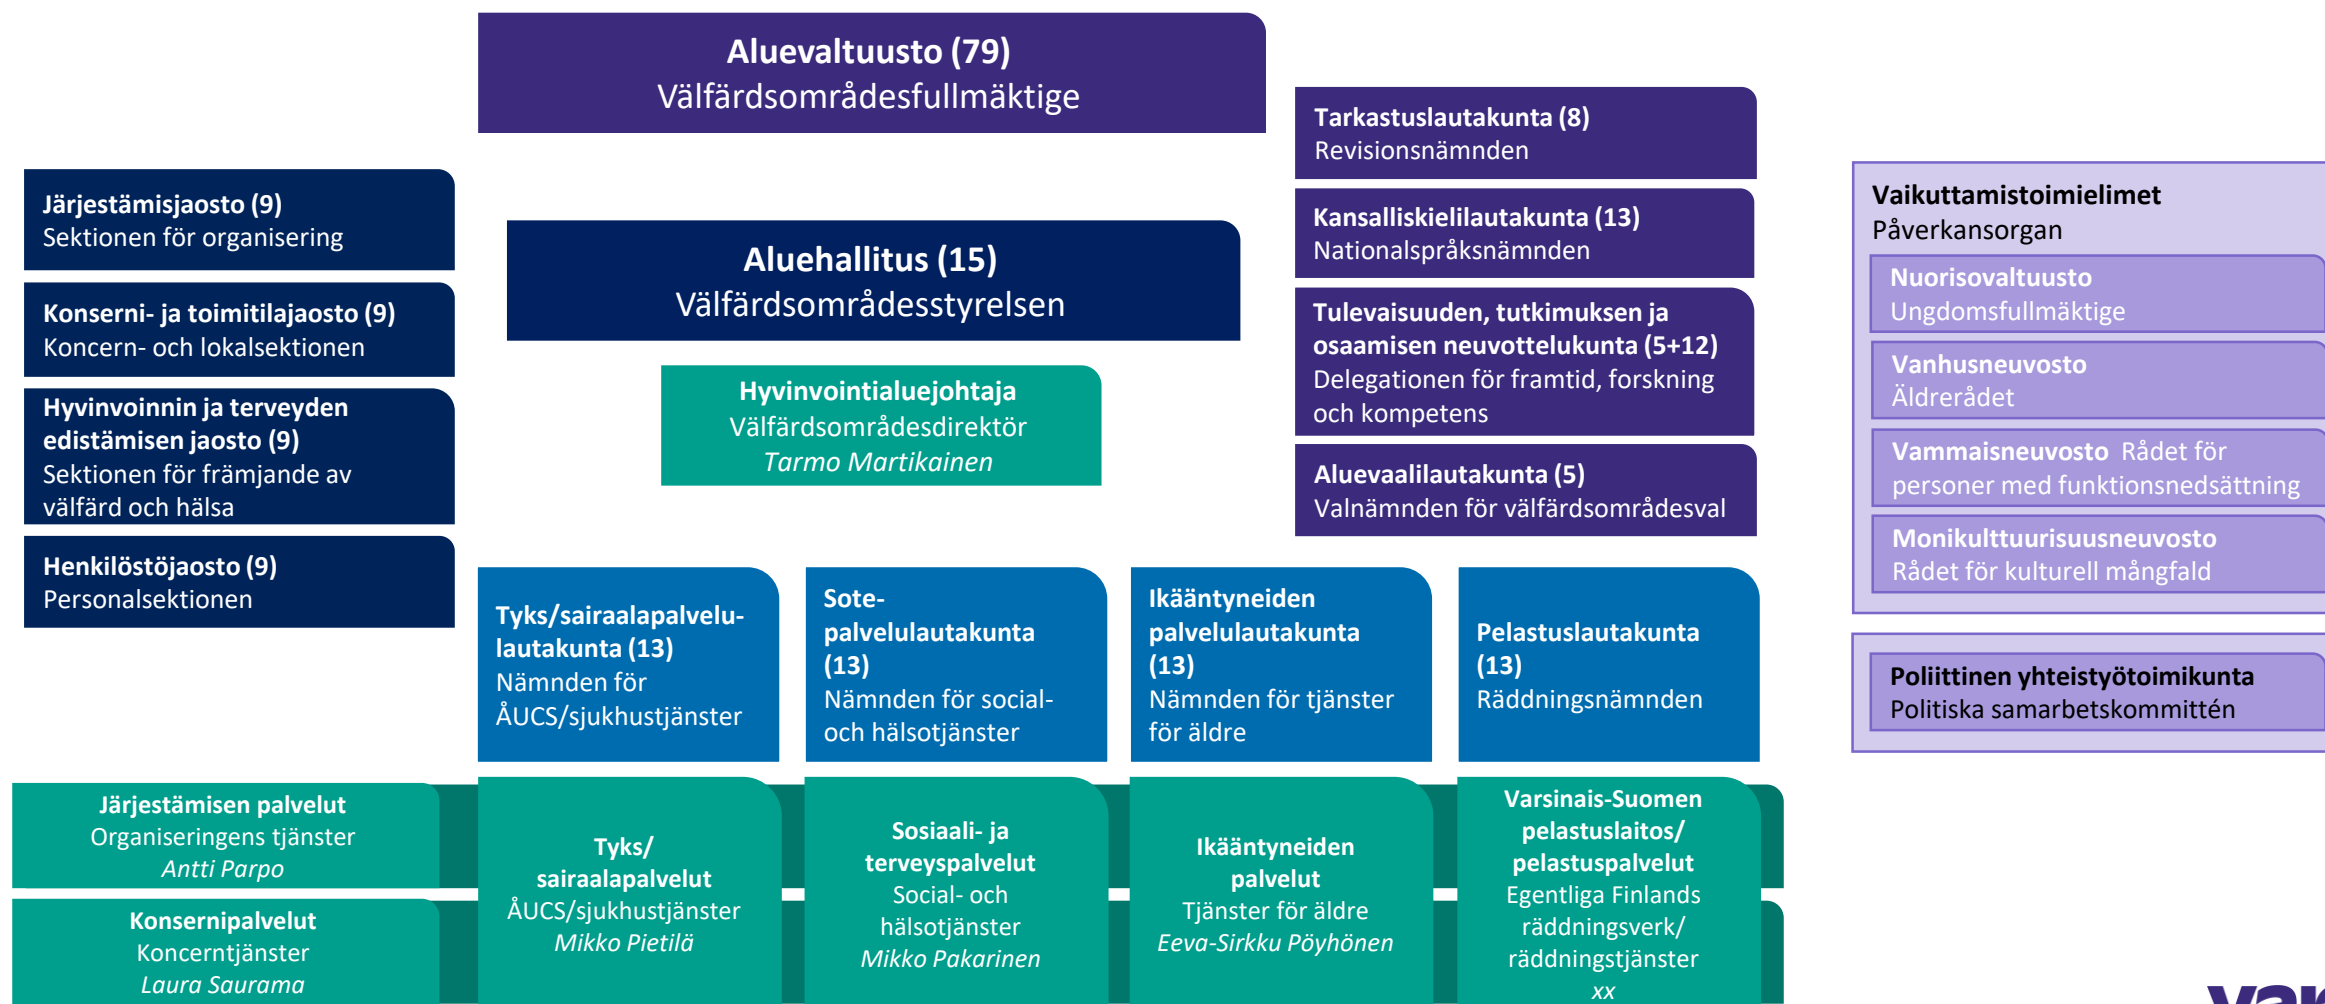 Aluevaltuusto (79)
Välfärdsområdesfullmäktige
Järjestämisjaosto (9)
Sektionen för organisering
Konserni- ja toimitilajaosto (9)
Koncern- och lokalsektionen
Hyvinvoinnin ja terveyden
edistämisen jaosto (9)
Sektionen för främjande av
välfärd och hälsa
Henkilöstöjaosto (9)
Personalsektionen
Aluehallitus (15)
Välfärdsområdesstyrelsen
Hyvinvointialuejohtaja
Välfärdsområdesdirektör
Tarmo Martikainen
Tarkastuslautakunta (8)
Revisionsnämnden
Kansalliskielilautakunta (13)
Nationalspråksnämnden
Tulevaisuuden, tutkimuksen ja
osaamisen neuvottelukunta (5+12)
Delegationen för framtid, forskning
och kompetens
Aluevaalilautakunta (5)
Valnämnden för välfärdsområdesval
Vaikuttamistoimielimet
Påverkansorgan
Nuorisovaltuusto
Ungdomsfullmäktige
Vanhusneuvosto
Äldrerådet
Vammaisneuvosto Rådet för
personer med funktionsnedsättning
Monikulttuurisuusneuvosto
Rådet för kulturell mångfald
Poliittinen yhteistyötoimikunta
Politiska samarbetskommittén
Tyks/sairaalapalvelu-
lautakunta (13)
Nämnden för
ÅUCS/sjukhustjänster
Sote-
palvelulautakunta
(13)
Nämnden för social-
och hälsotjänster
Ikääntyneiden
palvelulautakunta
(13)
Nämnden för tjänster
för äldre
Pelastuslautakunta
(13)
Räddningsnämnden
Järjestämisen palvelut
Organiseringens tjänster
Antti Parpo
Konsernipalvelut
Koncerntjänster
Laura Saurama
Tyks/
sairaalapalvelut
ÅUCS/sjukhustjänster
Mikko Pietilä
Sosiaali- ja
terveyspalvelut
Social- och
hälsotjänster
Mikko Pakarinen
Ikääntyneiden
palvelut
Tjänster för äldre
Eeva-Sirkku Pöyhönen
Varsinais-Suomen
pelastuslaitos/
pelastuspalvelut
Egentliga Finlands
räddningsverk/
räddningstjänster
xx